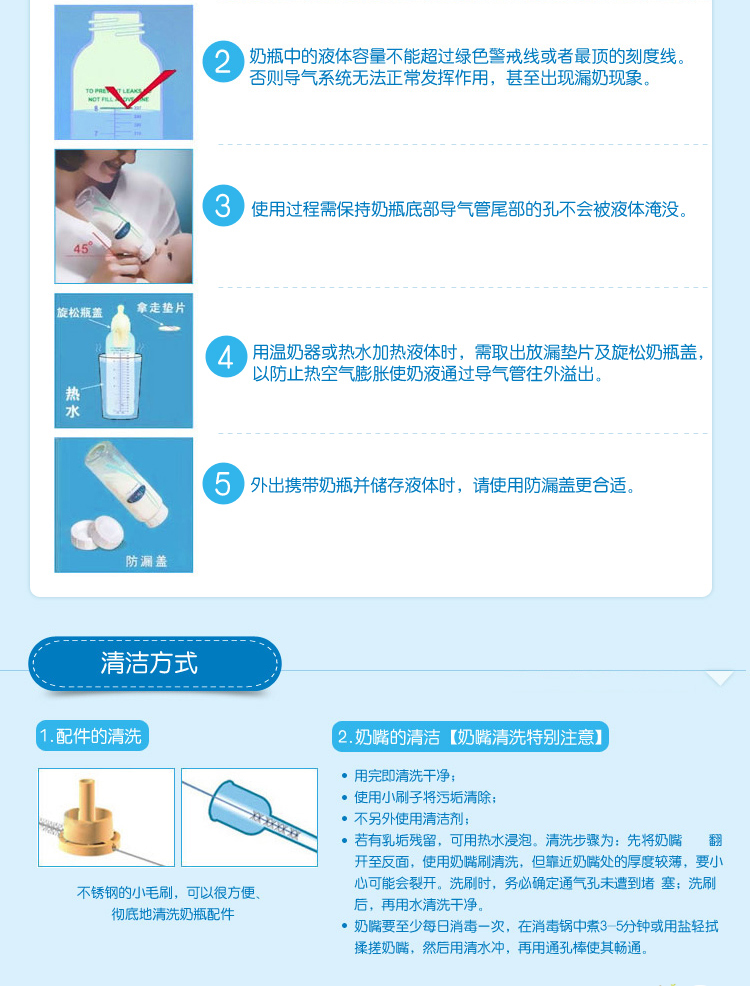 TO PRE
T LEAKS
NOT FILL
8
7
2
奶瓶中的液体容量不能超过绿色警戒线或者最顶的刻度线。
否则导气系统无法正常发挥作用，甚至出现漏奶现象。
45°
3
使用过程需保持奶瓶底部导气管尾部的孔不会被液体淹没。
旋松瓶盖
拿走垫片
热
水
4
用温奶器或热水加热液体时，需取出放漏垫片及旋松奶瓶盖，
以防止热空气膨胀使奶液通过导气管往外溢出。
防漏盖
5
外出携带奶瓶并储存液体时，请使用防漏盖更合适。
清洁方式
1.配件的清洗
不锈钢的小毛刷，可以很方便、
彻底地清洗奶瓶配件
2.奶嘴的清洁【奶嘴清洗特别注意】
• 用完即清洗干净；
• 使用小刷子将污垢清除；
• 不另外使用清洁剂；
• 若有乳垢残留，可用热水浸泡。清洗步骤为：先将奶嘴 翻
开至反面，使用奶嘴刷清洗，但靠近奶嘴处的厚度较薄，要小
心可能会裂开。洗刷时，务必确定通气孔未遭到堵 塞；洗刷
后，再用水清洗干净。
• 奶嘴要至少每日消毒一次，在消毒锅中煮3-5分钟或用盐轻拭
揉搓奶嘴，然后用清水冲，再用通孔棒使其畅通。